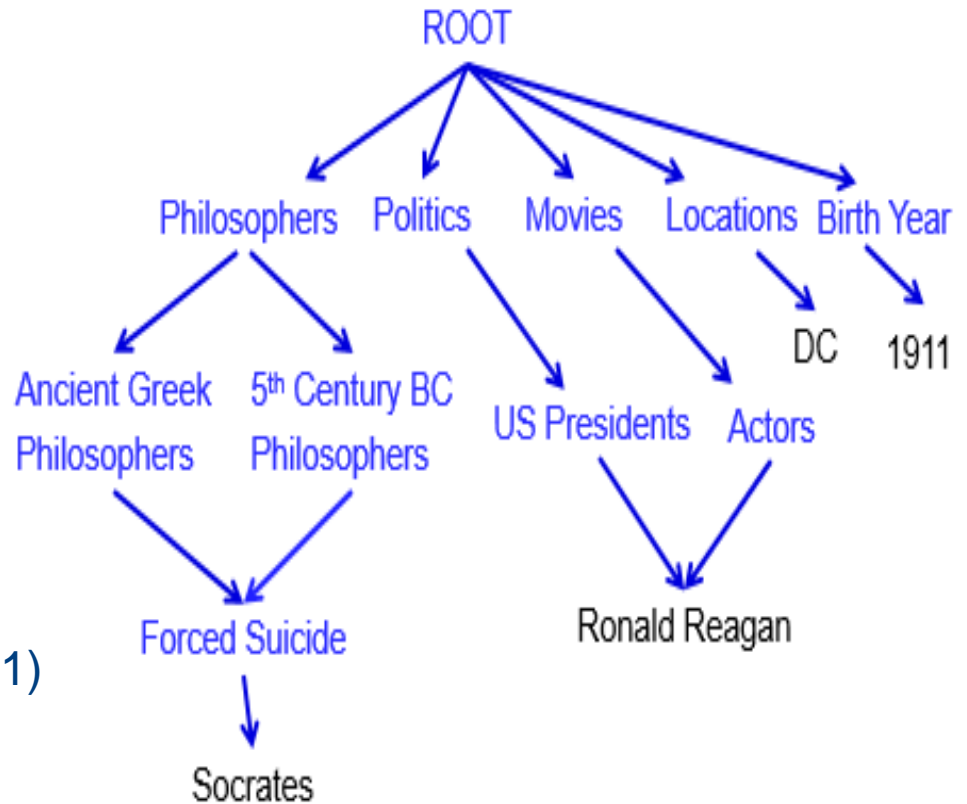 ROOT
Philosophers Politics Movies Locations Birth Year
DC 1911
Ancient Greek 5th Century BC
US Presidents Actors
Philosophers Philosophers
Ronald Reagan
Forced Suicide
1)
Socrates